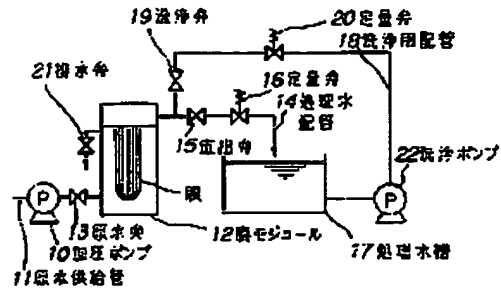 19洗浄弁
20定量弁
18洗浄用配管
21排水弁
16定量弁
14処理水
配管
15流出弁
22洗浄ポンプ
P
膜
P
13原水弁
12膜モジュール
17処理水槽
10加圧ポンプ
11原水供給管